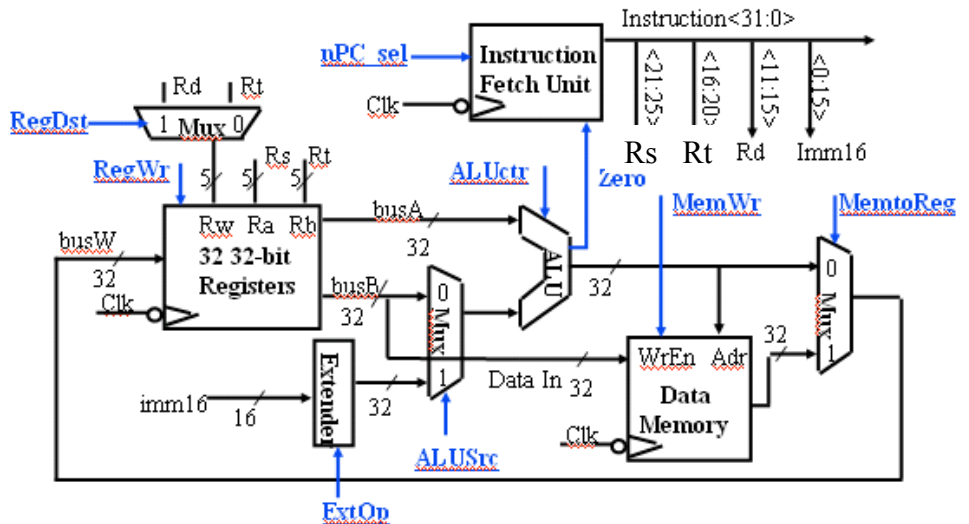 Instruction<31:0>
nPC_sel
Instruction
Fetch Unit
Clk
<21:25>
<16:20>
<11:15>
<0:15>
Rs
Rt
Rd
Imm16
Rd
Rt
RegDst
1 Mux 0
RegWr
5
5
5
Rs
Rt
ALUctr
Zero
MemWr
MemtoReg
busW
32
Rw Ra Rb
32 32-bit
Registers
Clk
busA
32
busB
32
0
Mux
1
ALU
32
Data In
32
WrEn Adr
Data
Memory
Clk
32
0
Mux
1
imm16
16
Extender
32
ALUSrc
ExtOp